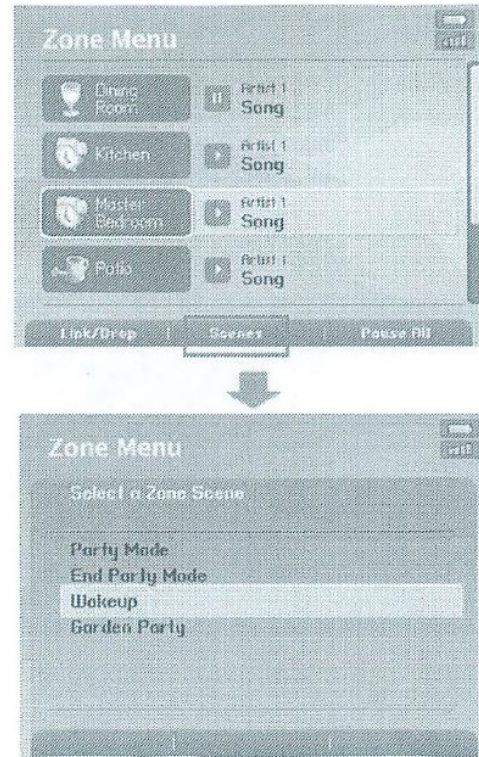 Zone Menu
Dining
Room
Artist 1
Song
Kitchen
Artist 1
Song
Master
Bedroom
Artist 1
Song
Patio
Artist 1
Song
Link/Drop
Scenes
Pause All
Zone Menu
Select a Zone Scene
Party Mode
End Party Mode
Wakeup
Garden Party